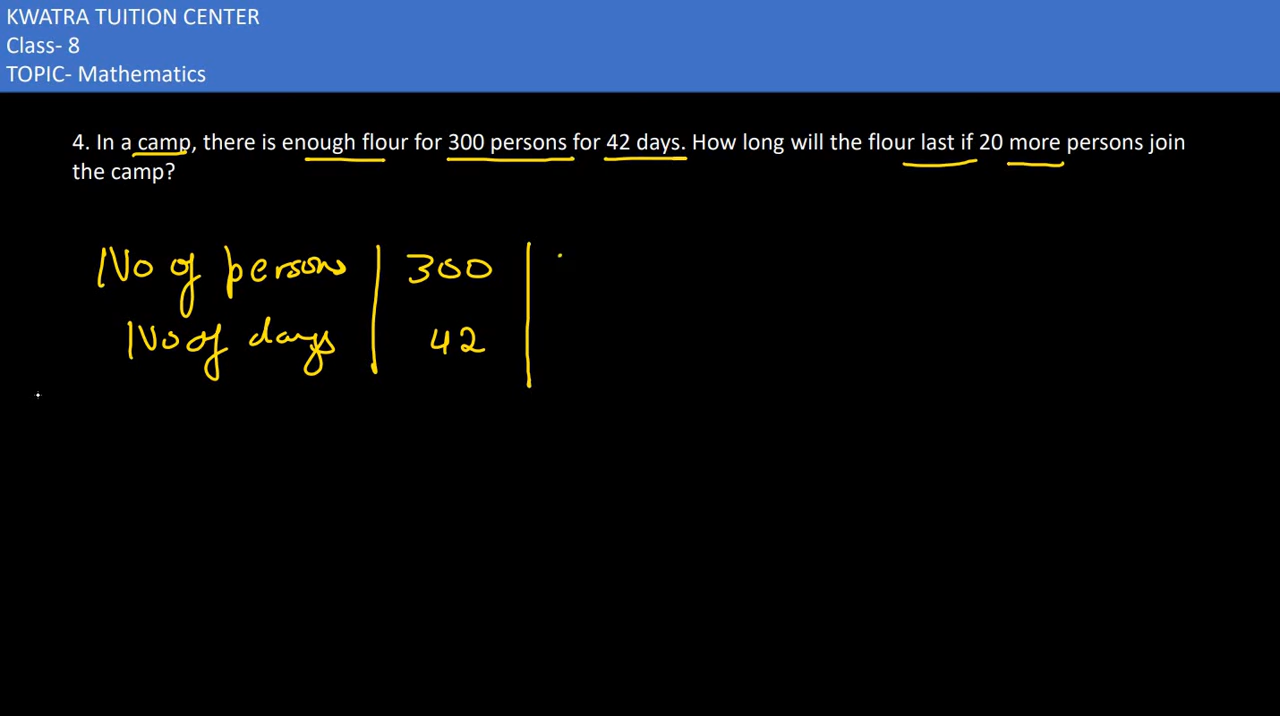 KWATRA TUITION CENTER
Class- 8
TOPIC- Mathematics
4. In a camp, there is enough flour for 300 persons for 42 days. How long will the flour last if 20 more persons join
the camp?
No of persons | 300 |
No of days | 42 |